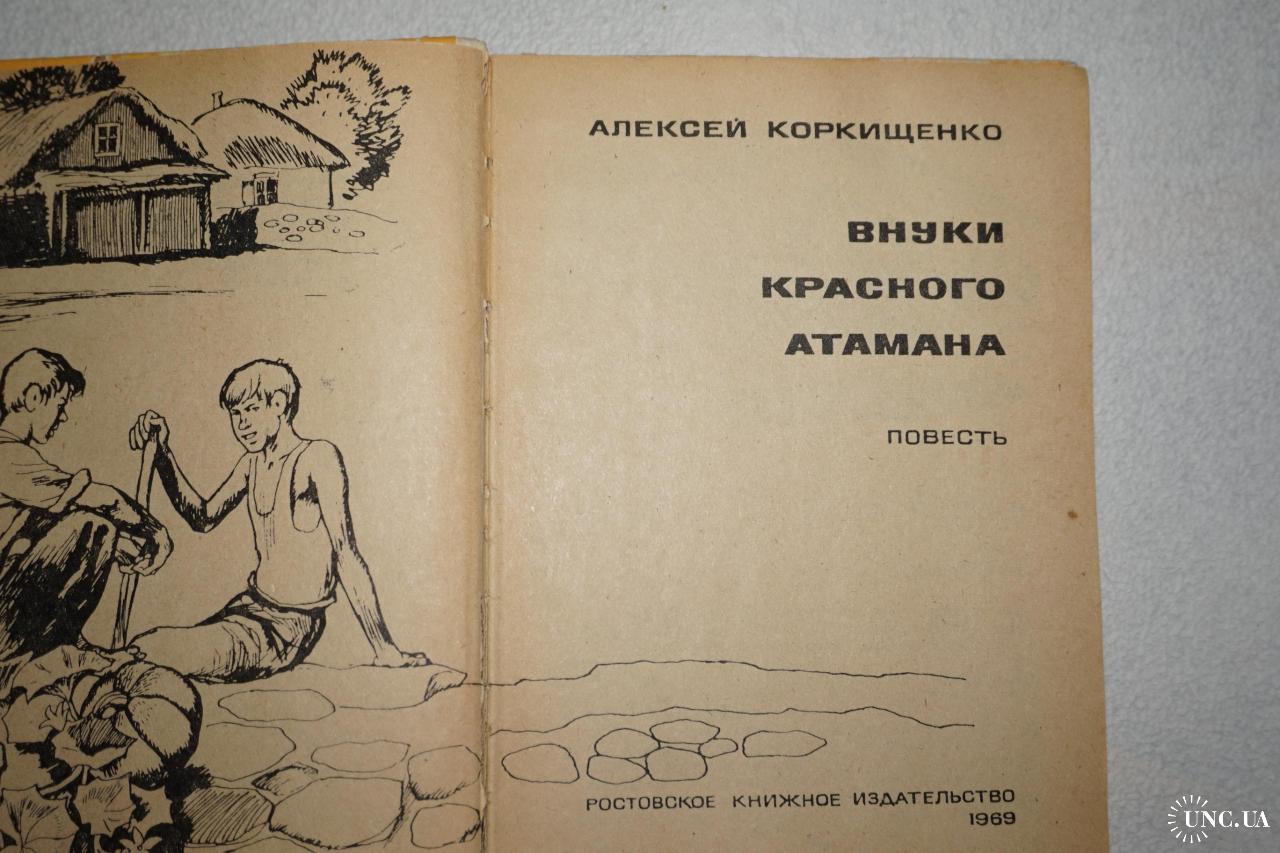 АЛЕКСЕЙ КОРКИЩЕНКО
ВНУКИ
КРАСНОГО
АТАМАНА
ПОВЕСТЬ
РОСТОВСКОЕ КНИЖНОЕ ИЗДАТЕЛЬСТВО
1969
UNC.UA